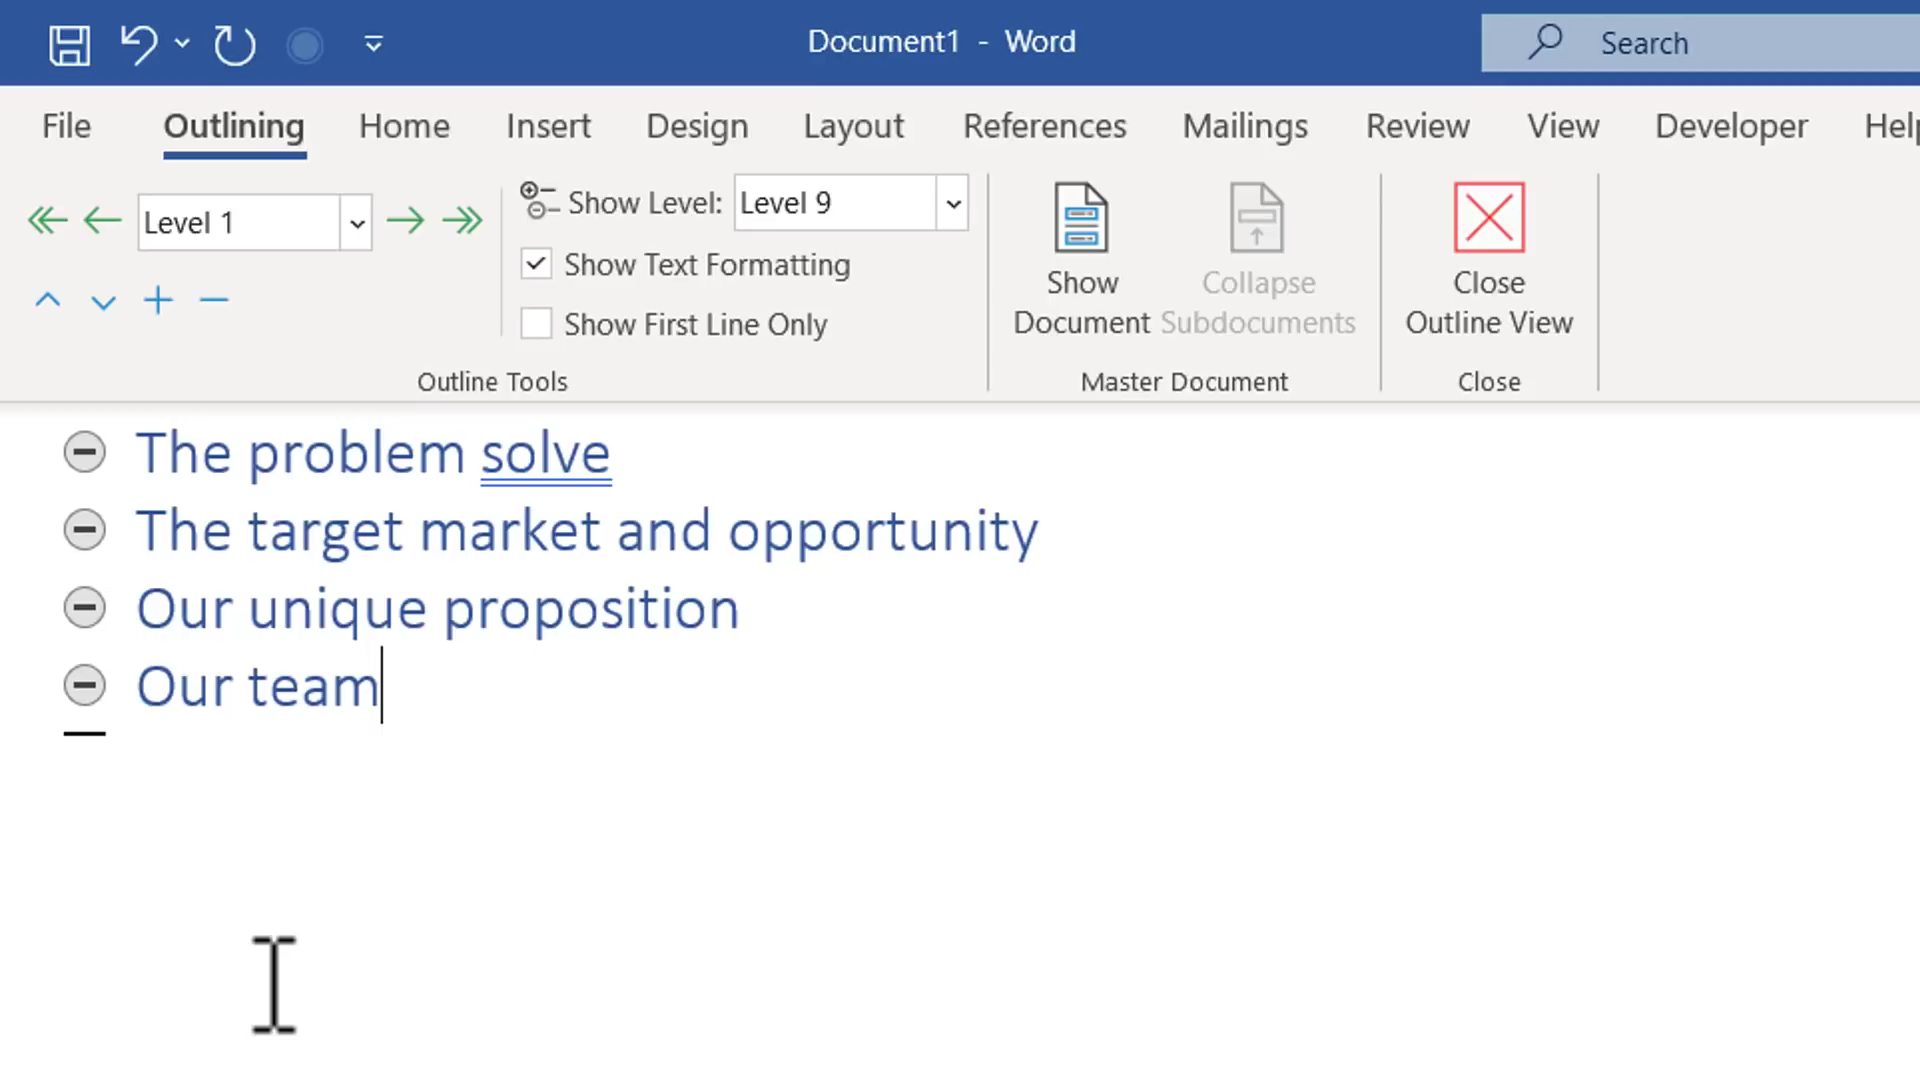 Document1 - Word
Search
File Outlining Home Insert Design Layout References Mailings Review View Developer Help
Level 1
Show Level: Level 9
Show Text Formatting
Show First Line Only
Outline Tools
Show Document
Collapse Subdocuments
Master Document
Close Outline View
Close
The problem solve
The target market and opportunity
Our unique proposition
Our team